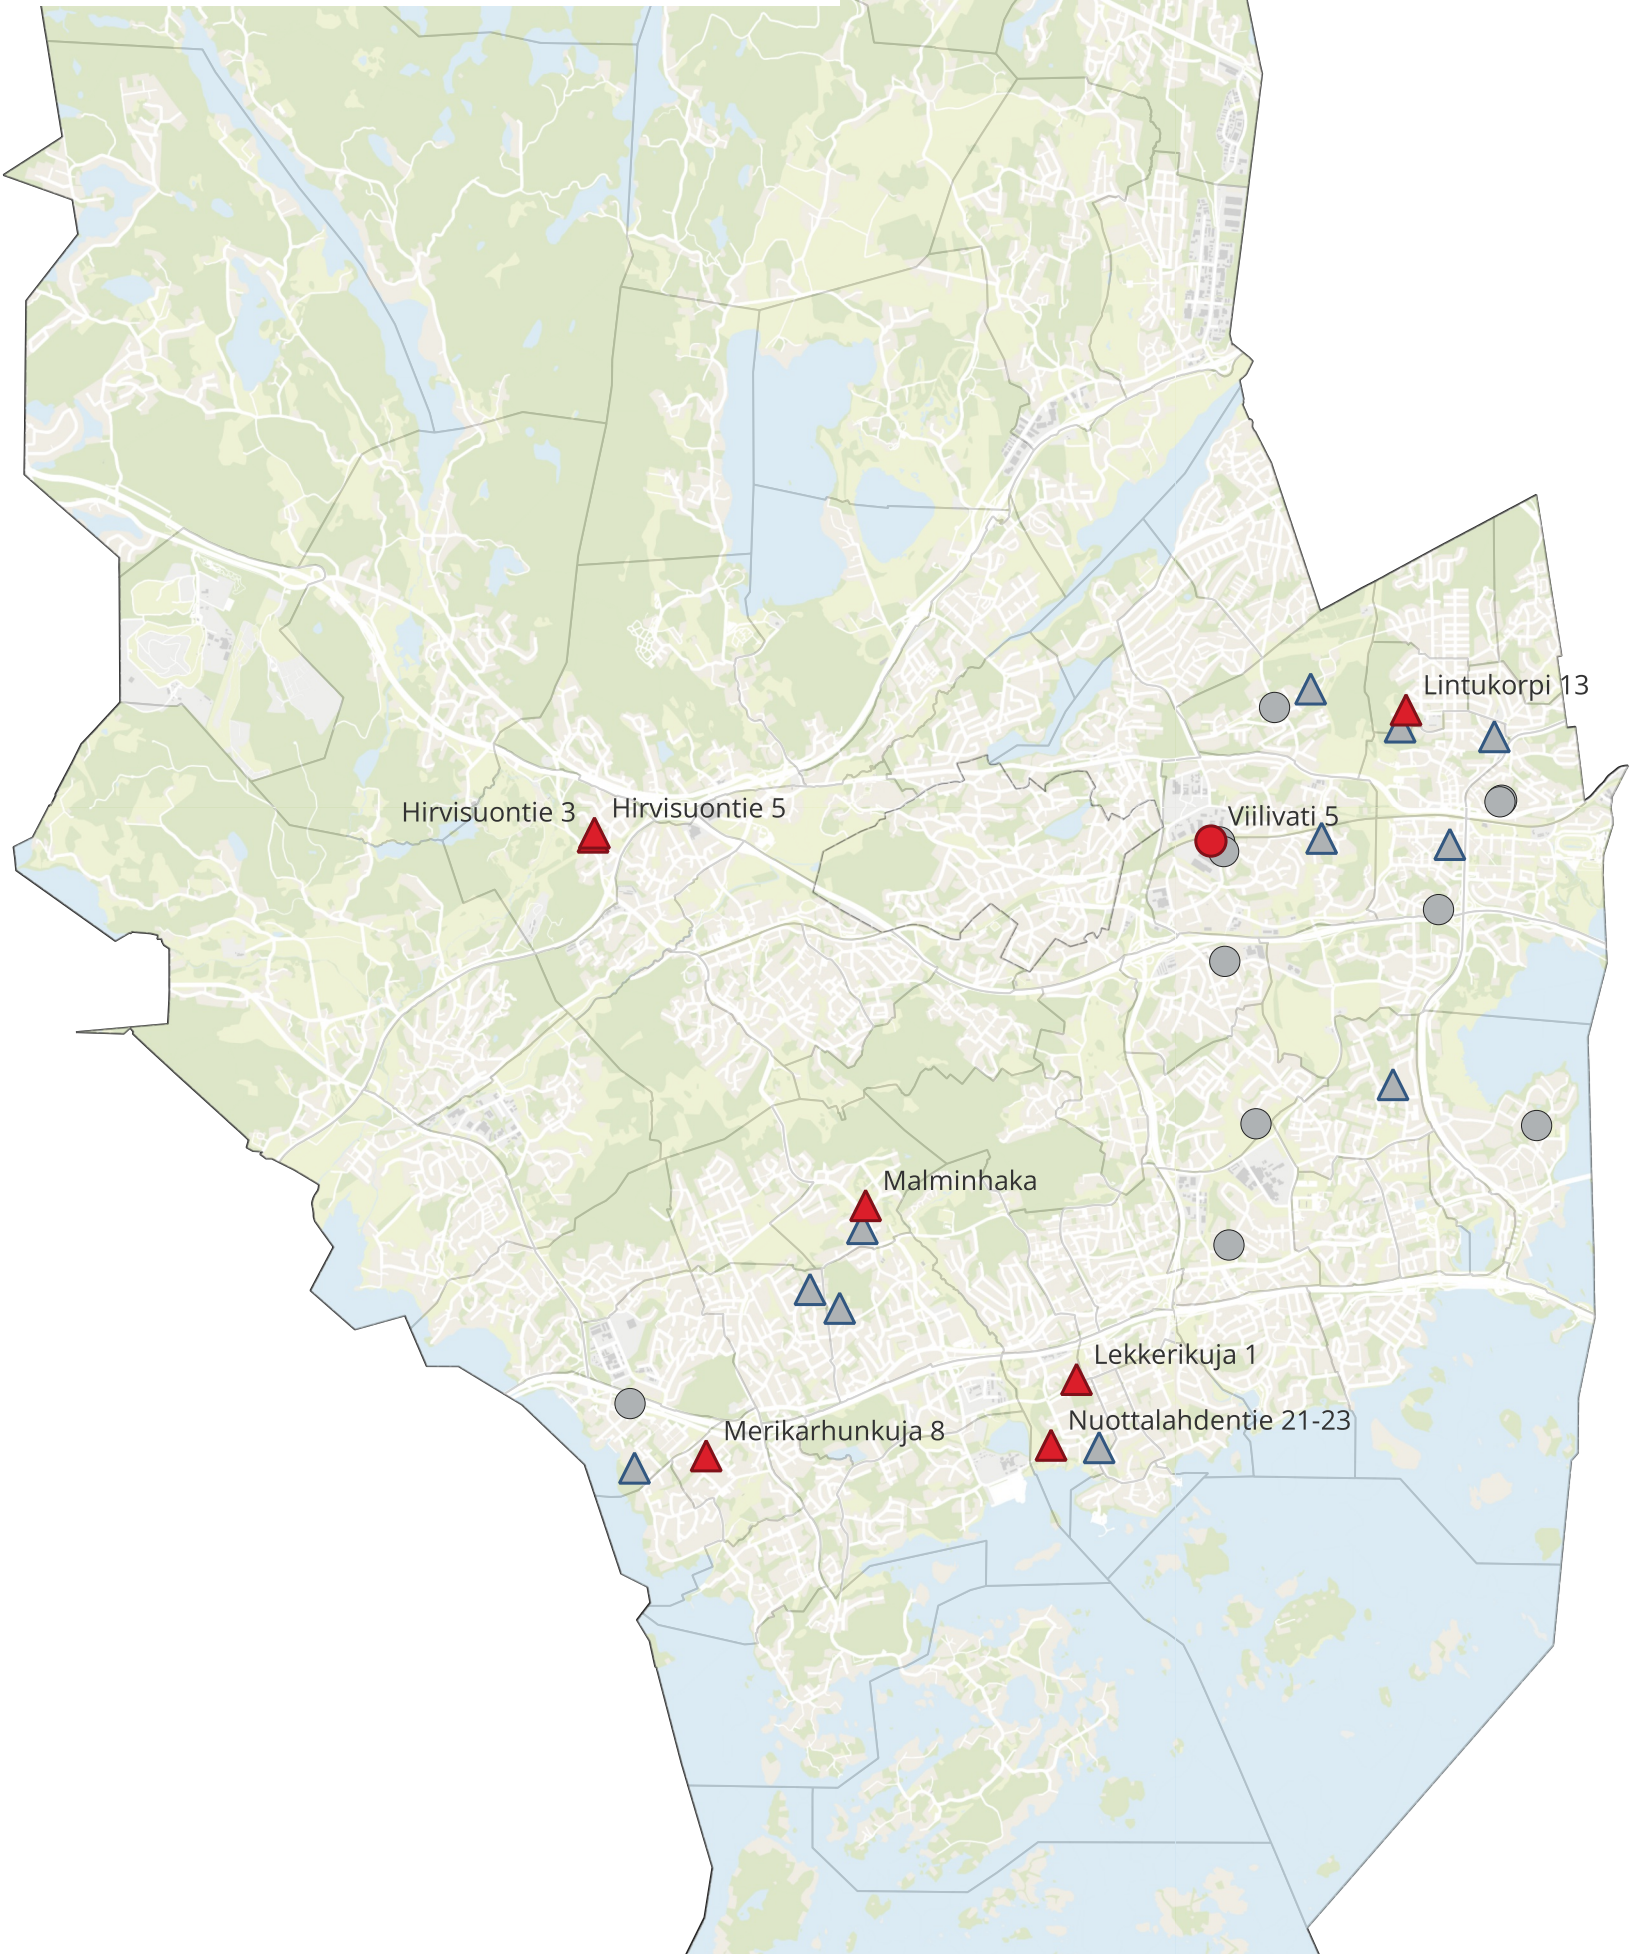 Lintukorpi 13
Hirvisuontie 3
Hirvisuontie 5
Viilivati 5
Malminhaka
Lekkerikuja 1
Nuottalahdentie 21-23
Merikarhunkuja 8